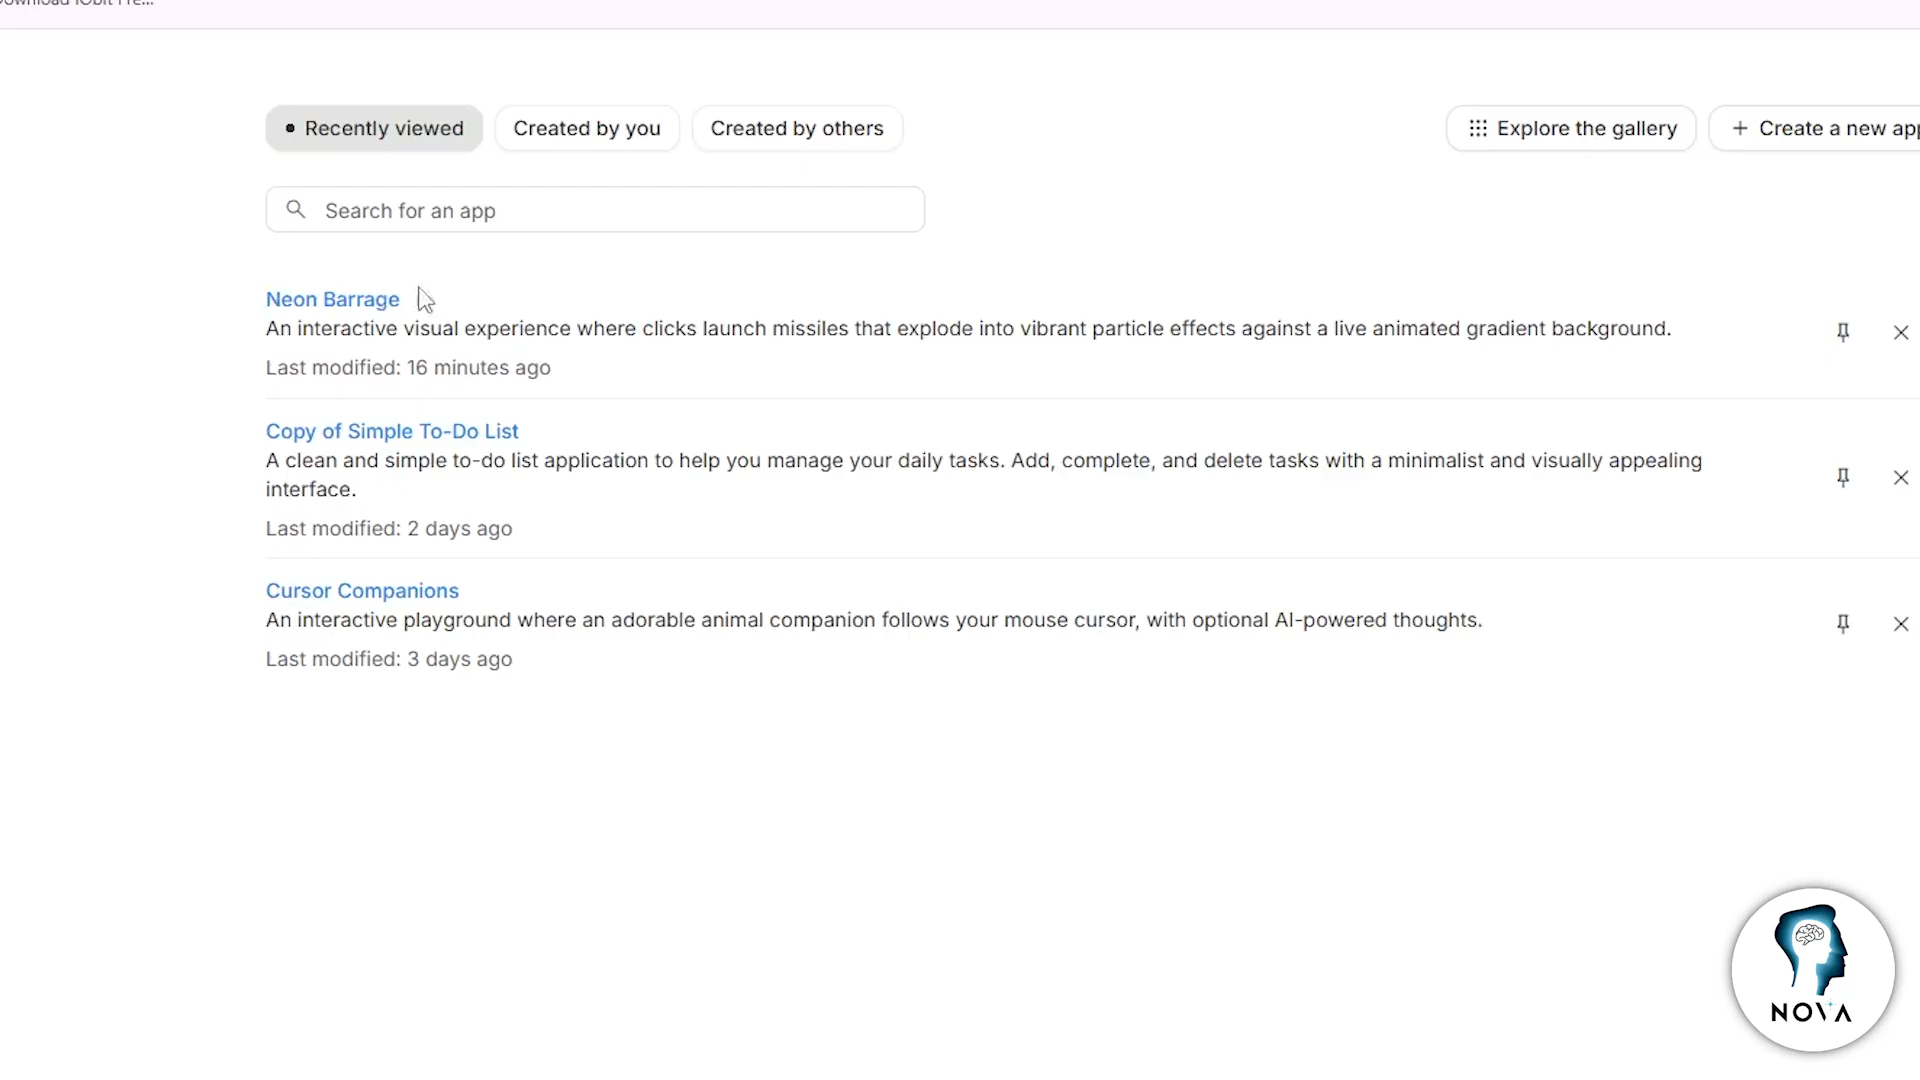 Recently viewed
Created by you
Created by others
Explore the gallery
+ Create a new app
Search for an app
Neon Barrage
An interactive visual experience where clicks launch missiles that explode into vibrant particle effects against a live animated gradient background.
Last modified: 16 minutes ago
Copy of Simple To-Do List
A clean and simple to-do list application to help you manage your daily tasks. Add, complete, and delete tasks with a minimalist and visually appealing
interface.
Last modified: 2 days ago
Cursor Companions
An interactive playground where an adorable animal companion follows your mouse cursor, with optional AI-powered thoughts.
Last modified: 3 days ago
NOVA